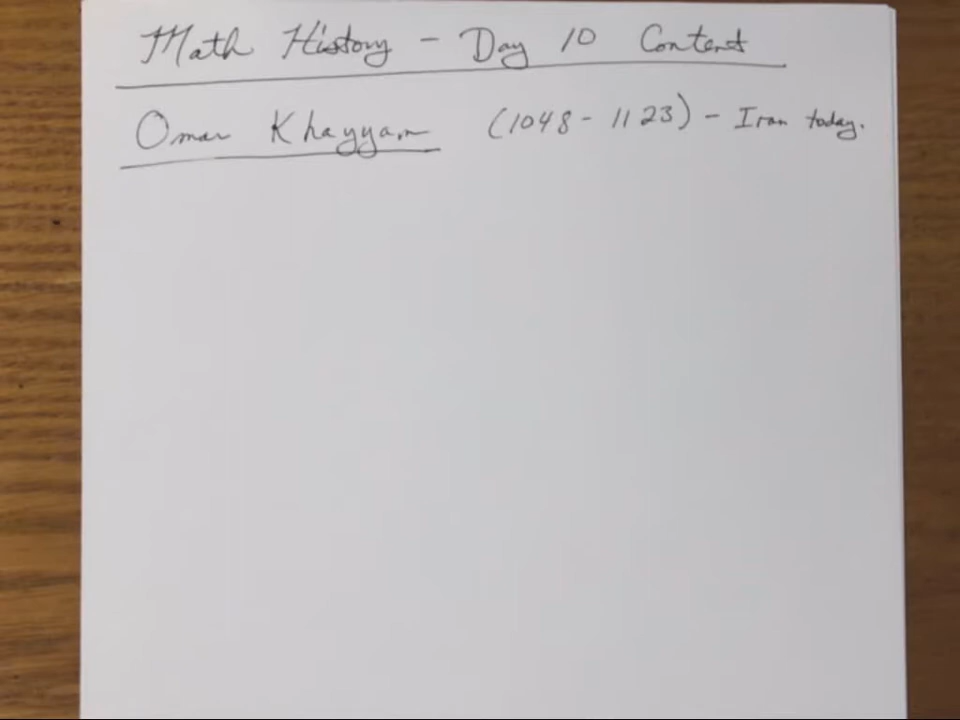 Math History - Day 10 Content
Omar Khayyam (1048 - 1123) - Iran today.